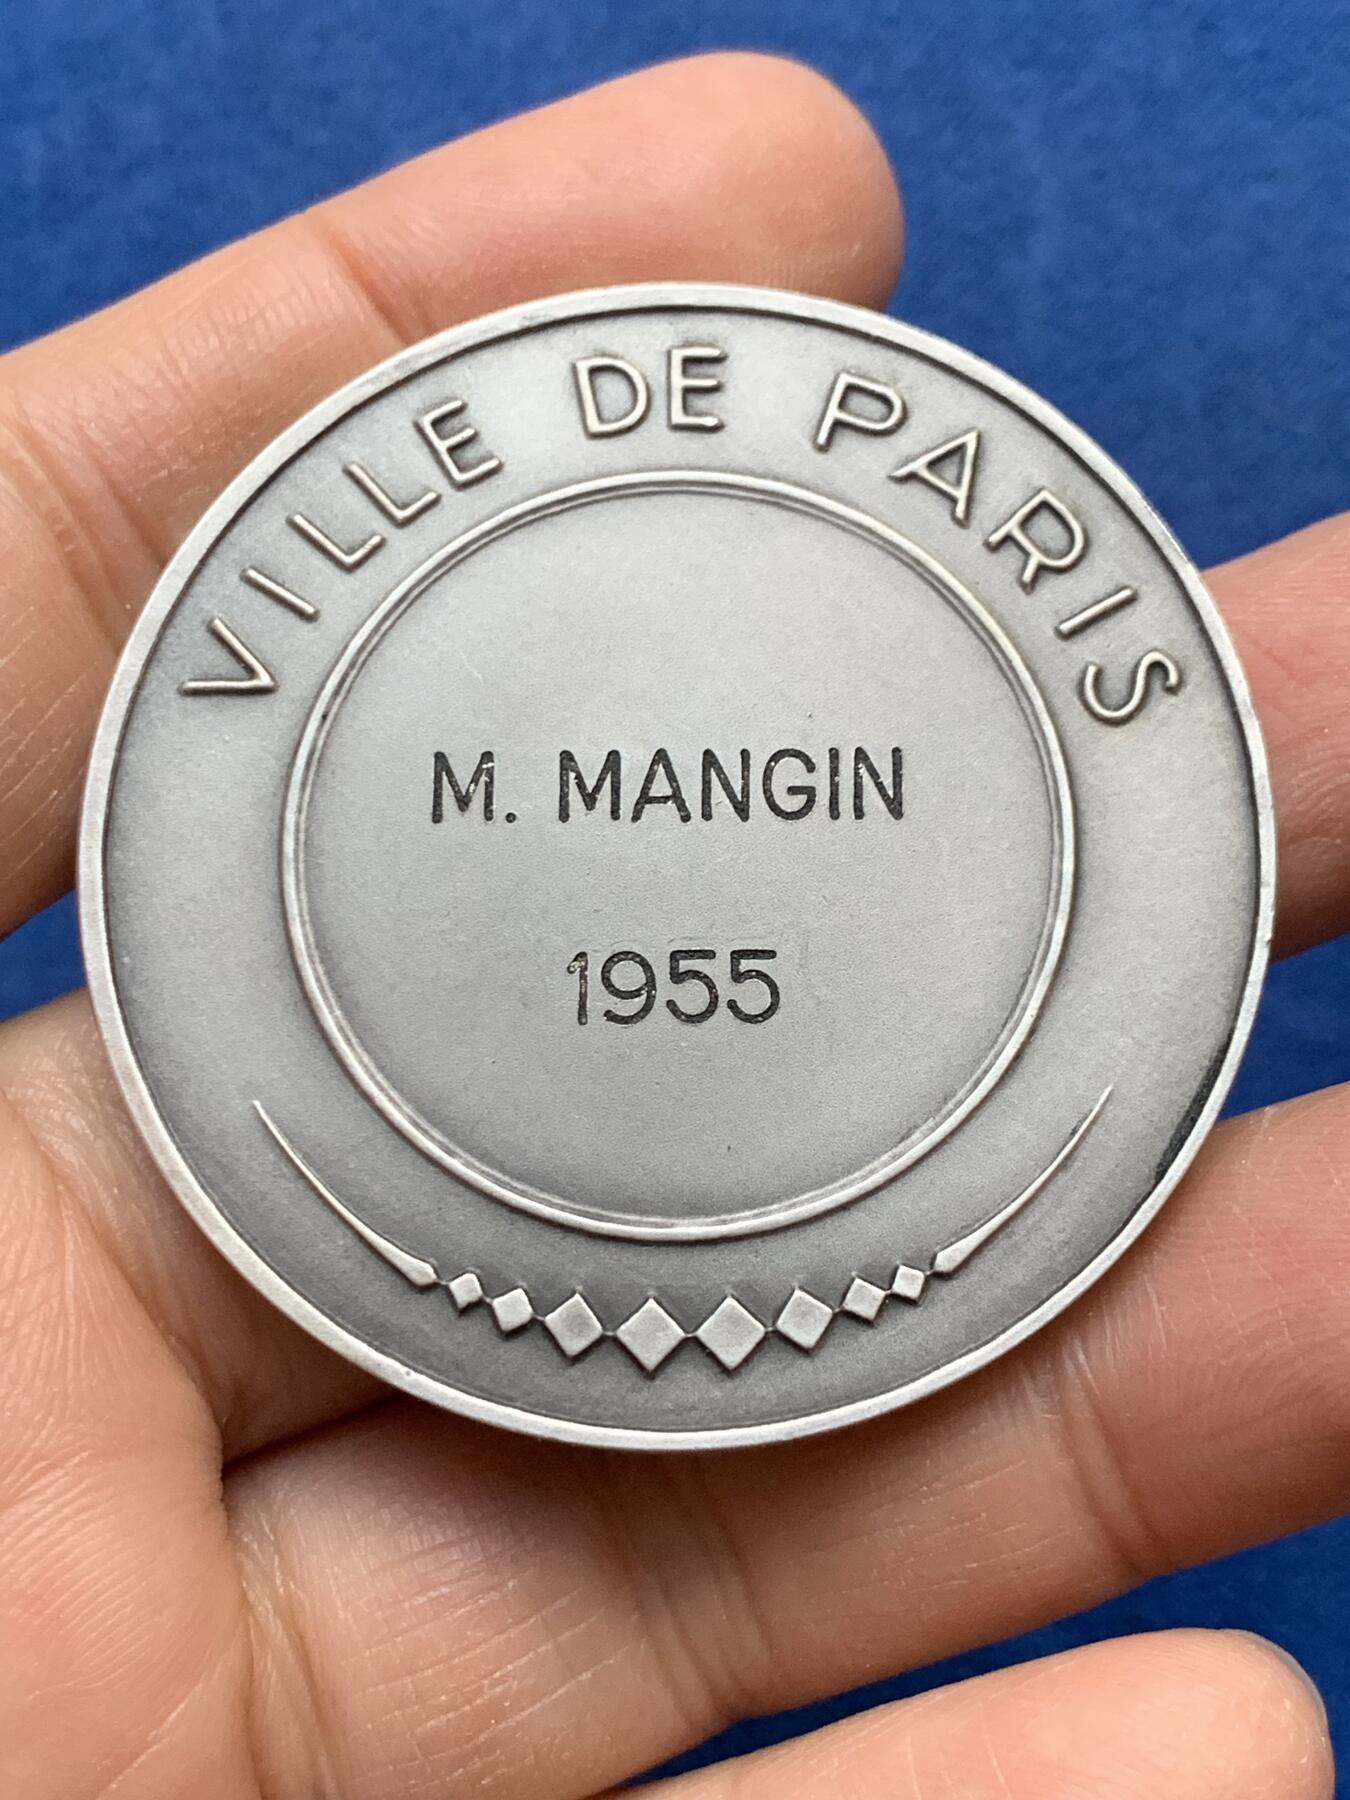 VILLE DE PARIS
M. MANGIN
1955